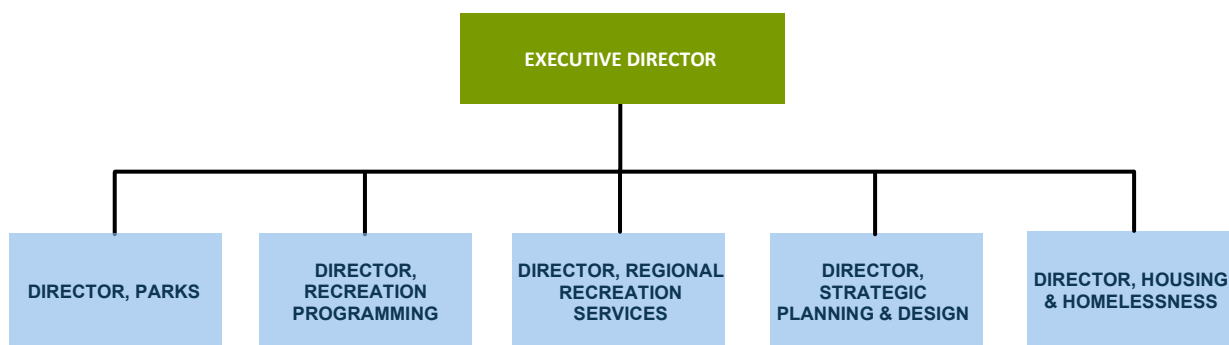 EXECUTIVE DIRECTOR
DIRECTOR, PARKS
DIRECTOR,
RECREATION
PROGRAMMING
DIRECTOR, REGIONAL
RECREATION
SERVICES
DIRECTOR,
STRATEGIC
PLANNING & DESIGN
DIRECTOR, HOUSING
& HOMELESSNESS